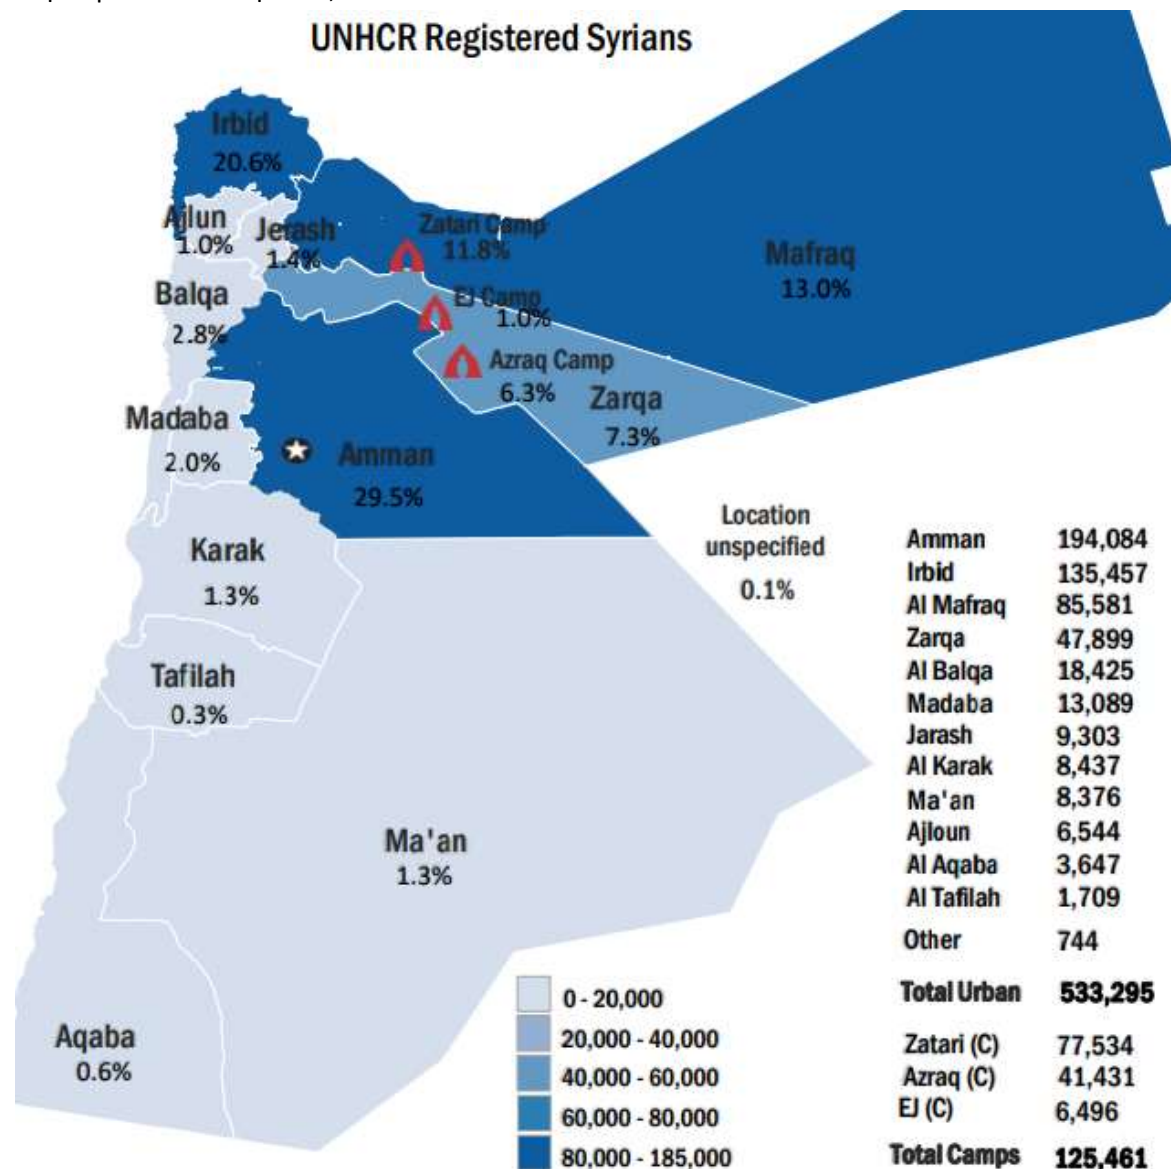 UNHCR Registered Syrians
Irbid
20.6%
Ajlun
1.0%
Jerash
1.4%
Zatari Camp
11.8%
Mafraq
13.0%
Balqa
2.8%
EJ Camp
1.0%
Azraq Camp
6.3%
Zarqa
7.3%
Madaba
2.0%
Amman
29.5%
Karak
1.3%
Location
unspecified
0.1%
Tafilah
0.3%
Ma'an
1.3%
Aqaba
0.6%
Amman 194,084
Irbid 135,457
Al Mafraq 85,581
Zarqa 47,899
Al Balqa 18,425
Madaba 13,089
Jarash 9,303
Al Karak 8,437
Ma'an 8,376
Ajloun 6,544
Al Aqaba 3,647
Al Tafilah 1,709
Other 744
Total Urban 533,295
Zatari (C) 77,534
Azraq (C) 41,431
EJ (C) 6,496
Total Camps 125,461
0 - 20,000
20,000 - 40,000
40,000 - 60,000
60,000 - 80,000
80,000 - 185,000